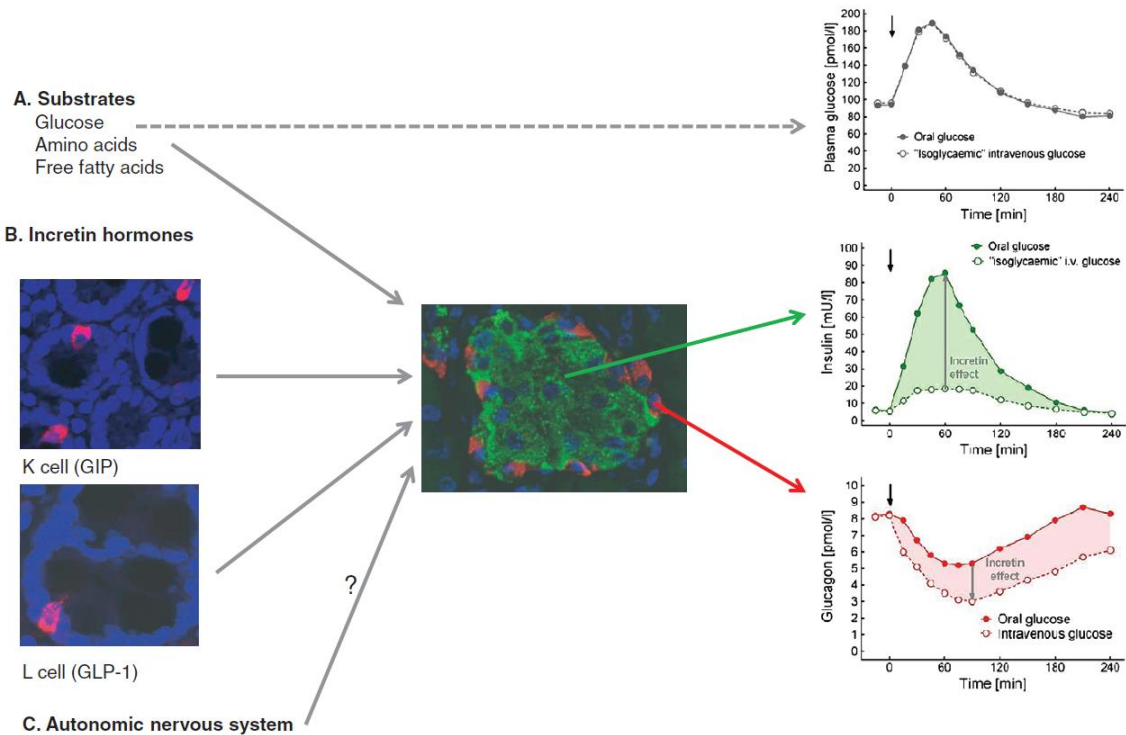 A. Substrates
Glucose
Amino acids
Free fatty acids
B. Incretin hormones
K cell (GIP)
L cell (GLP-1)
?
C. Autonomic nervous system
Plasma glucose [pmol/l]
200
180
160
140
120
100
80
60
40
20
0
Oral glucose
"Isoglycaemic" intravenous glucose
0 60 120 180 240
Time [min]
Insulin [mU/l]
100
90
80
70
60
50
40
30
20
10
0
Oral glucose
"isoglycaemic" i.v. glucose
Incretin
effect
0 60 120 180 240
Time [min]
Glucagon [pmol/l]
10
9
8
7
6
5
4
3
2
1
0
Incretin
effect
Oral glucose
Intravenous glucose
0 60 120 180 240
Time [min]